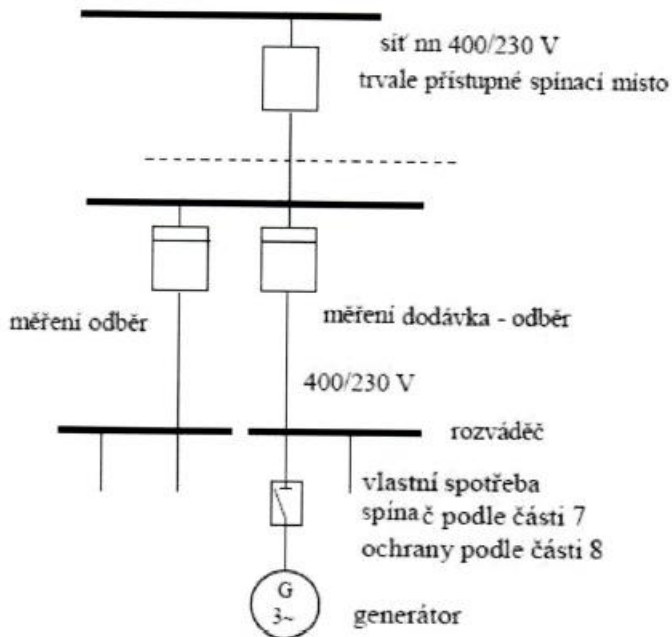 síť nn 400/230 V
trvale přístupné spínací místo
měření odběr
měření dodávka - odběr
400/230 V
rozváděč
vlastní spotřeba
spínač podle části 7
ochrany podle části 8
G
3~
generátor